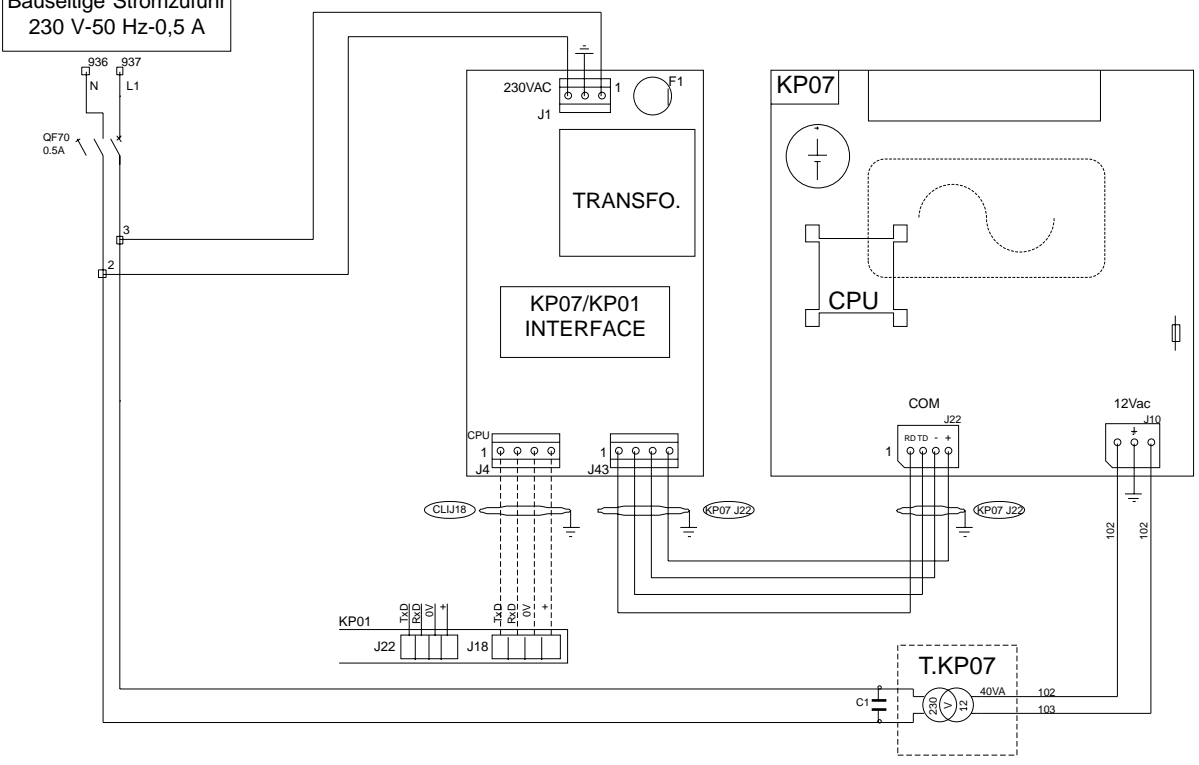 Bauseitige Stromzufuhr
230 V-50 Hz-0,5 A
936
937
N
L1
QF70
0.5A
3
2
230VAC
1
F1
J1
TRANSFO.
KP07/KP01
INTERFACE
CPU
1
J4
1
J43
KP07
+
CPU
COM
J22
RD TD - +
1
12Vac
J10
CLIJ18
KP07 J22
KP07 J22
102
102
KP01
TxD
RxD
0V
+
J22
TxD
RxD
0V
+
J18
T.KP07
C1
230
V
12
40VA
102
103